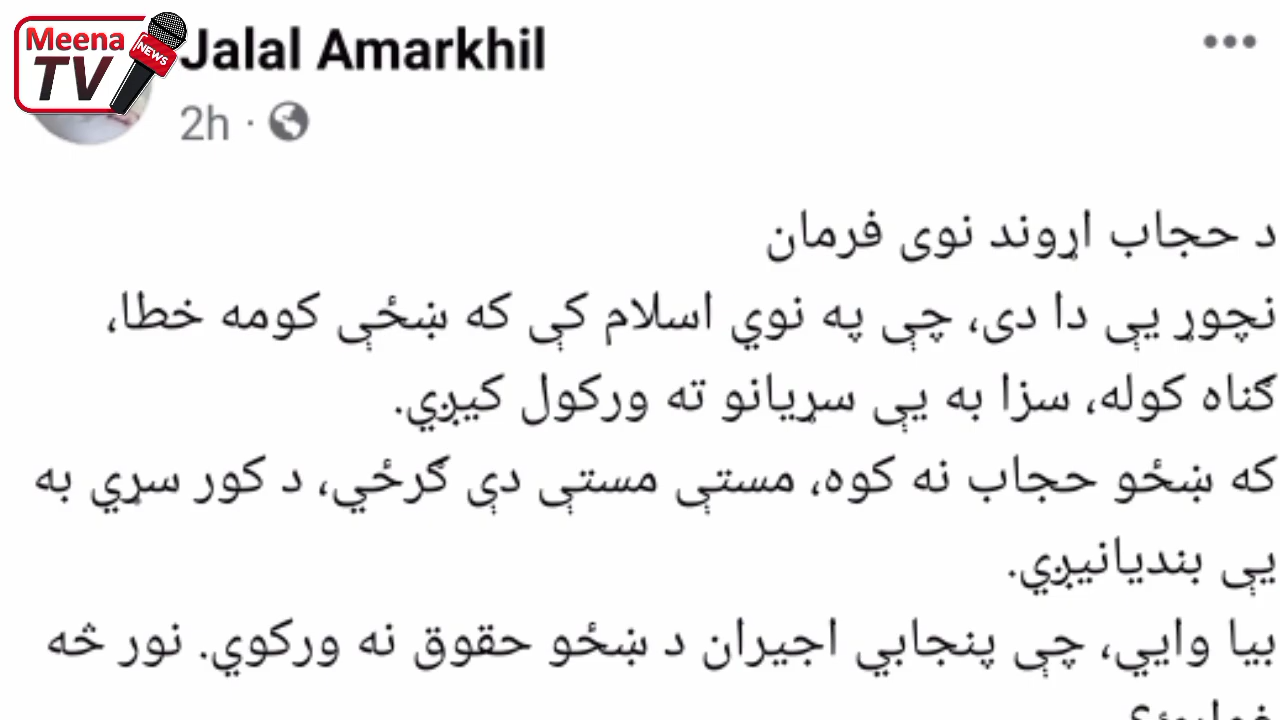 Meena
TV
NEWS
Jalal Amarkhil
2h ·
د حجاب اړوند نوی فرمان
نچوړ یې دا دی، چې په نوي اسلام کې که ښځې کومه خطا،
ګناه کوله، سزا به یې سړیانو ته ورکول کیږي.
که ښځو حجاب نه کوه، مستې مستې دې ګرځي، د کور سړي به
یې بندیانیږي.
بیا وایي، چې پنجابي اجیران د ښځو حقوق نه ورکوي. نور څه